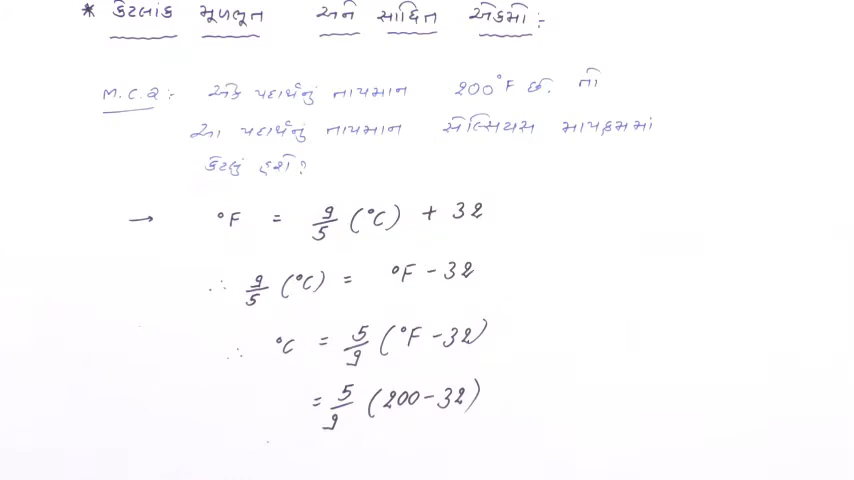 * કેટલાંક મૂળભૂત અને સાધિત એકમો :-
M.C.Q :- એક પદાર્થનું તાપમાન 200°F છે. તો
આ પદાર્થનું તાપમાન સેલ્સિયસ માપક્રમમાં
કેટલું હશે?
→ °F = 9/5 (°C) + 32
∴ 9/5 (°C) = °F - 32
∴ °C = 5/9 (°F - 32)
= 5/9 (200 - 32)